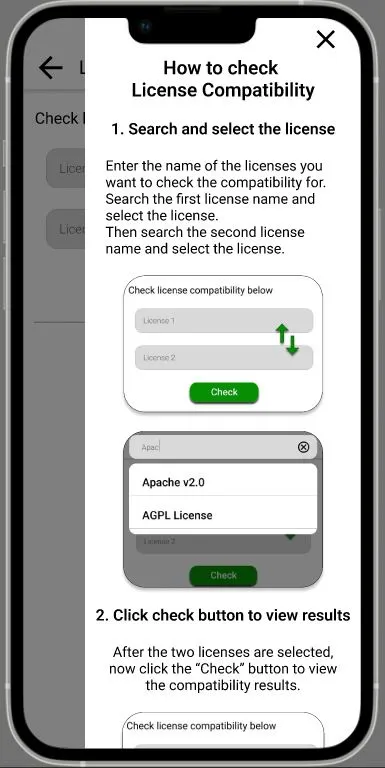 How to check
License Compatibility
L
Check l
1. Search and select the license
Enter the name of the licenses you
want to check the compatibility for.
Search the first license name and
select the license.
Then search the second license
name and select the license.
Licen
Licen
Check license compatibility below
License 1
License 2
Check
Apac
Apache v2.0
AGPL License
License 2
Check
2. Click check button to view results
After the two licenses are selected,
now click the “Check” button to view
the compatibility results.
Check license compatibility below